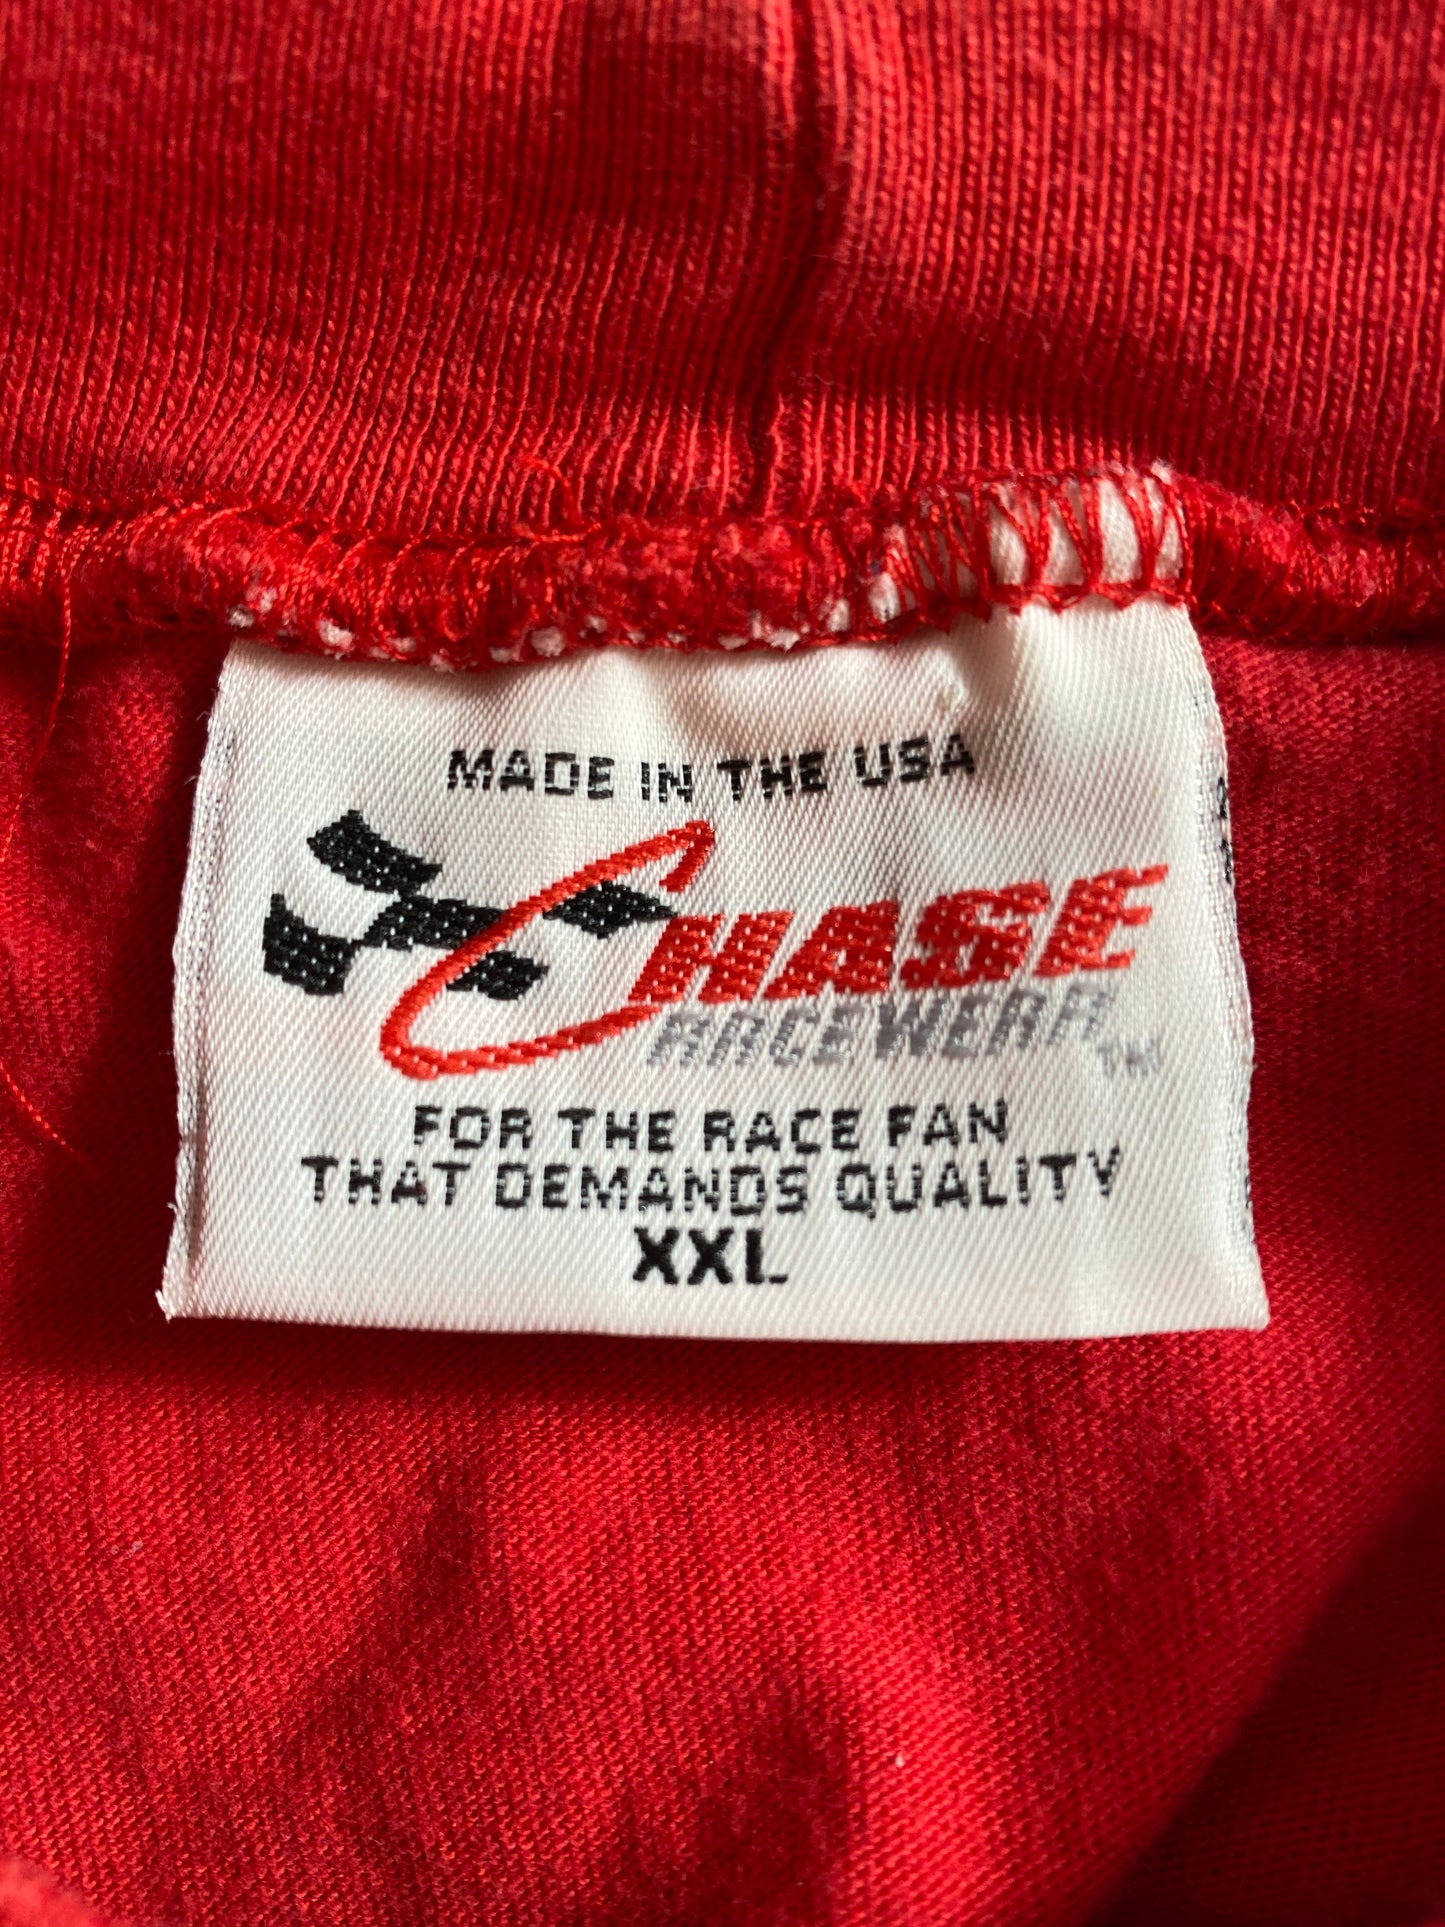 MADE IN THE USA
CHASE
RACEWEAR TM
FOR THE RACE FAN
THAT DEMANDS QUALITY
XXL